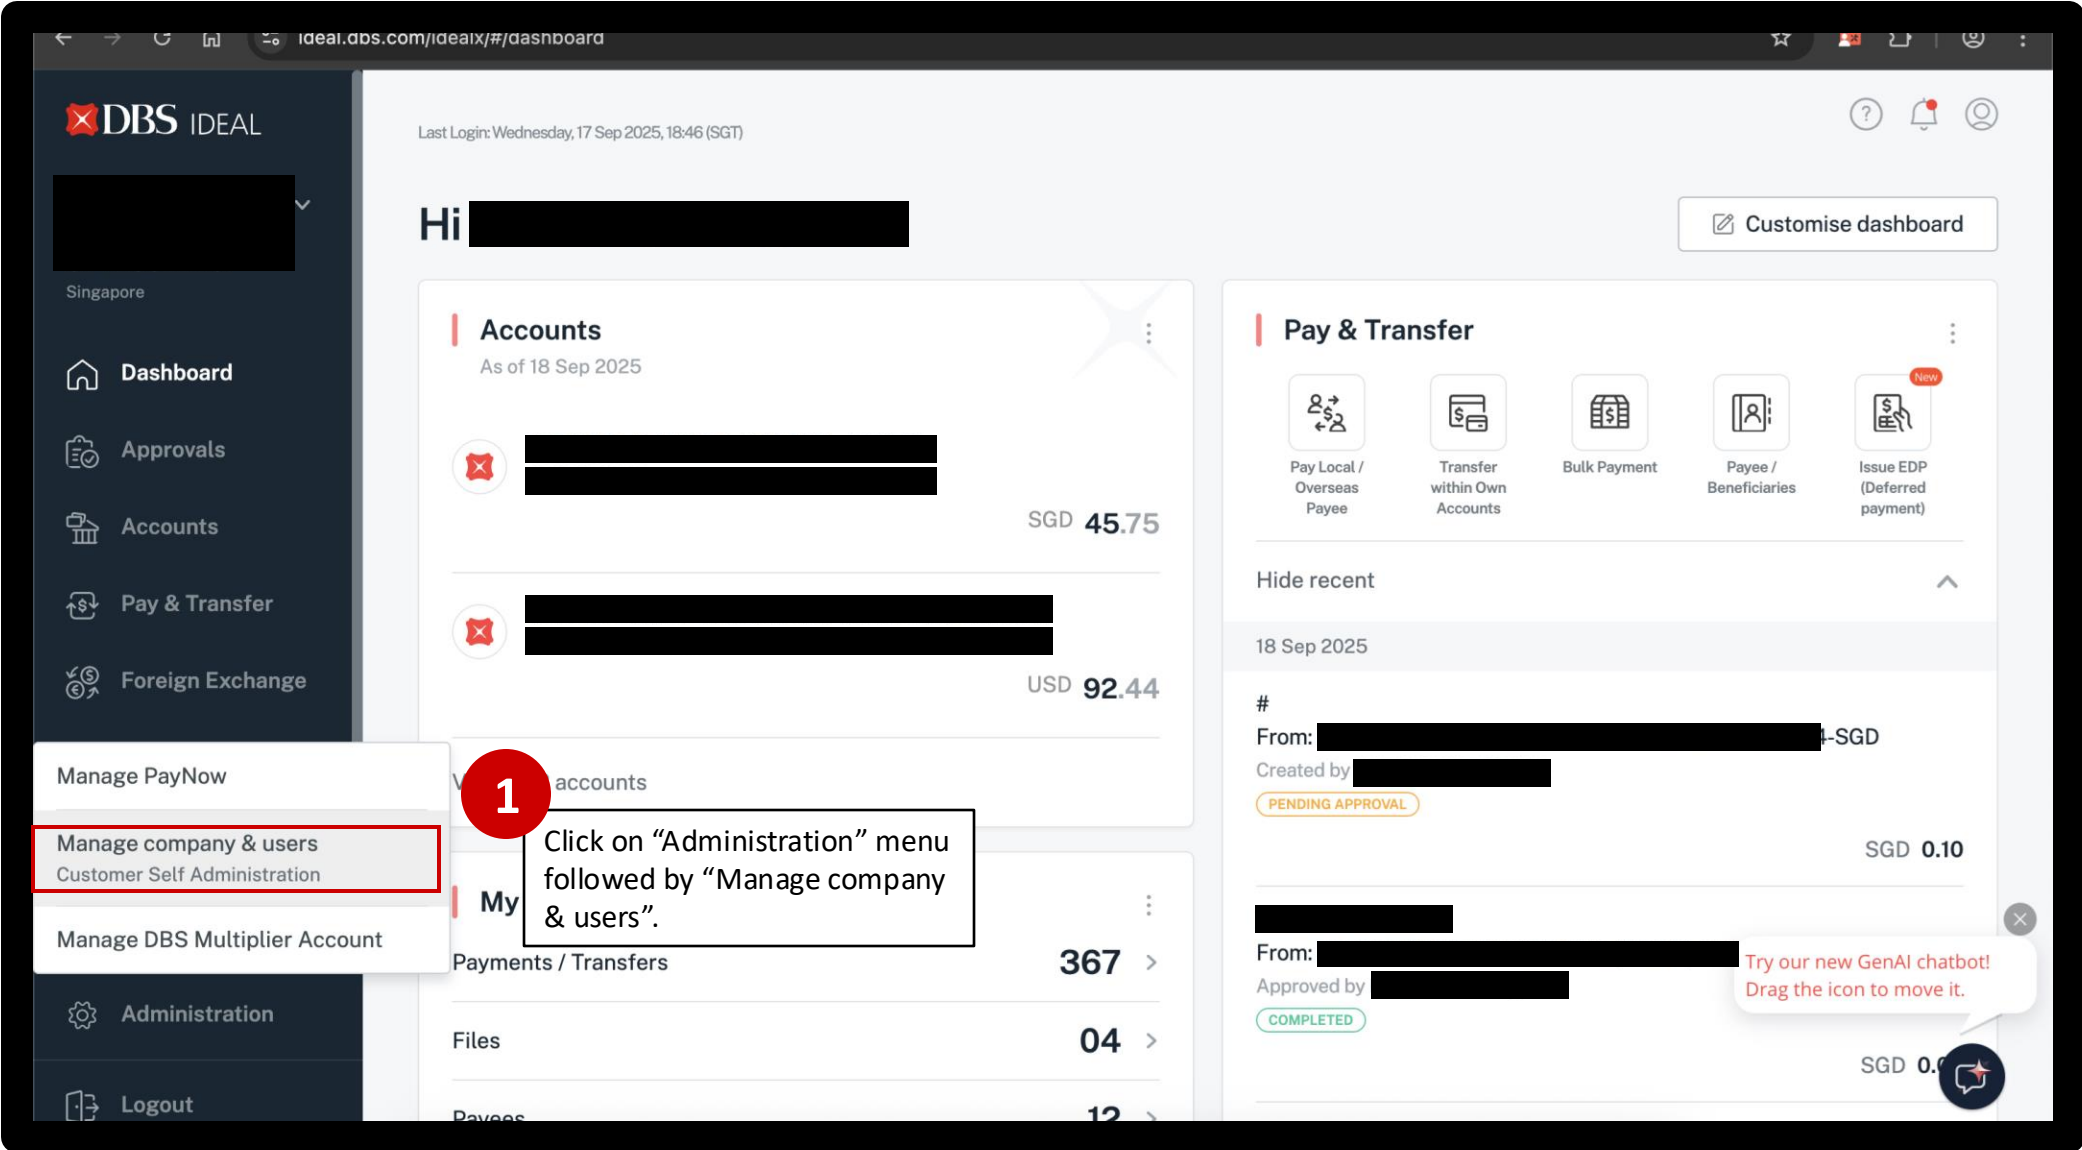 ideal.dbs.com/idealx/#/dashboard
DBS IDEAL
Singapore
Dashboard
Approvals
Accounts
Pay & Transfer
Foreign Exchange
Manage PayNow
Manage company & users
Customer Self Administration
Manage DBS Multiplier Account
Administration
Logout
Last Login: Wednesday, 17 Sep 2025, 18:46 (SGT)
Hi
Customise dashboard
Accounts
As of 18 Sep 2025
SGD 45.75
USD 92.44
accounts
1
Click on “Administration” menu
followed by “Manage company
& users”.
My
Payments / Transfers 367
Files 04
Payees 12
Pay & Transfer
New
Pay Local /
Overseas
Payee
Transfer
within Own
Accounts
Bulk Payment
Payee /
Beneficiaries
Issue EDP
(Deferred
payment)
Hide recent
18 Sep 2025
#
From: -SGD
Created by
PENDING APPROVAL
SGD 0.10
From:
Approved by
COMPLETED
SGD 0.
Try our new GenAI chatbot!
Drag the icon to move it.